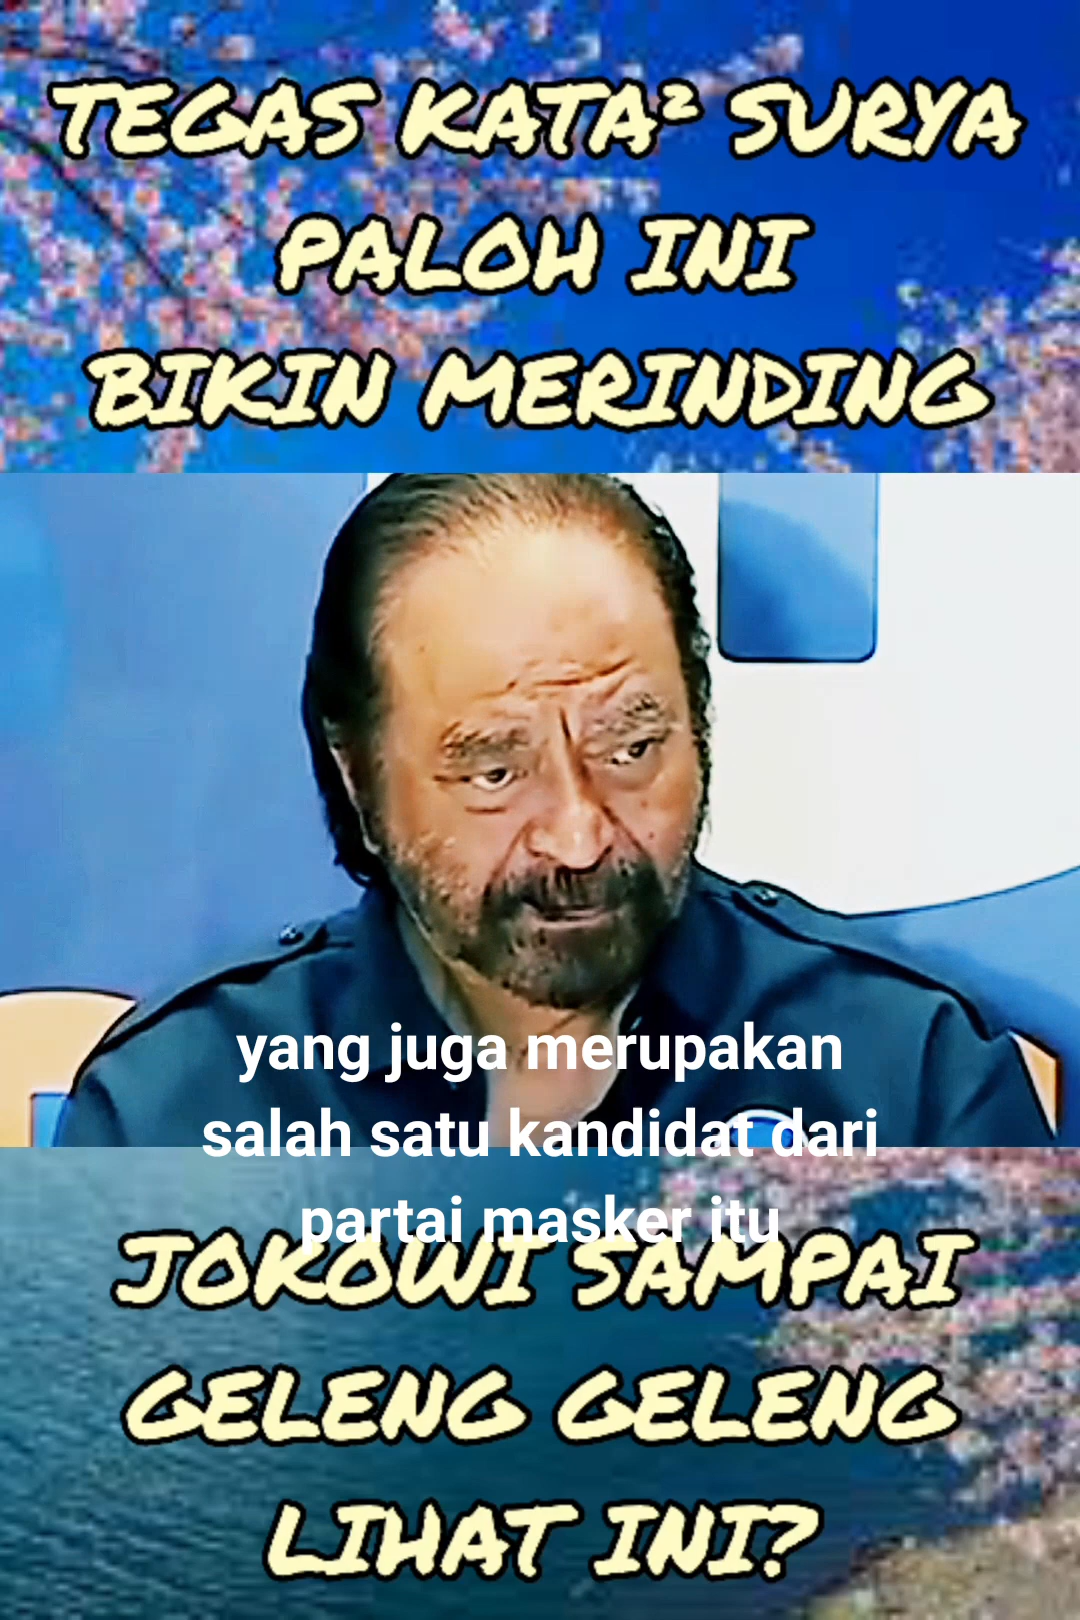 TEGAS KATA² SURYA
PALOH INI
BIKIN MERINDING
yang juga merupakan
salah satu kandidat dari
partai masker itu
JOKOWI SAMPAI
GELENG GELENG
LIHAT INI?